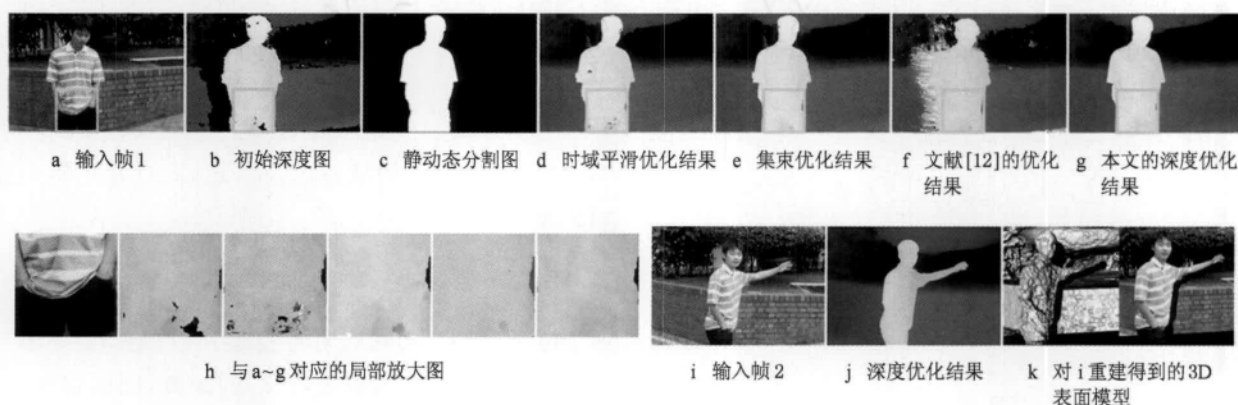 a 输入帧1
b 初始深度图
c 静动态分割图
d 时域平滑优化结果
e 集束优化结果
f 文献[12]的优化
结果
g 本文的深度优化
结果
h 与a~g对应的局部放大图
i 输入帧2
j 深度优化结果
k 对i重建得到的3D
表面模型